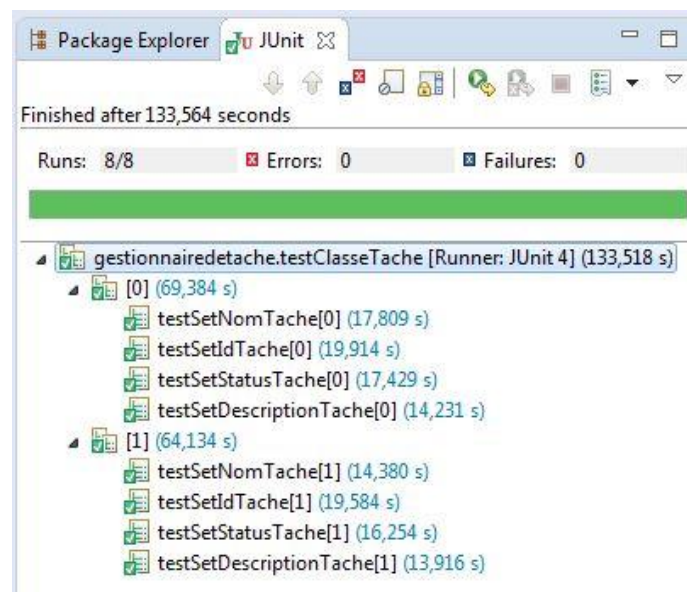 Package Explorer JUnit
Finished after 133,564 seconds
Runs: 8/8 Errors: 0 Failures: 0
gestionnairedetache.testClasseTache [Runner: JUnit 4] (133,518 s)
[0] (69,384 s)
testSetNomTache[0] (17,809 s)
testSetIdTache[0] (19,914 s)
testSetStatusTache[0] (17,429 s)
testSetDescriptionTache[0] (14,231 s)
[1] (64,134 s)
testSetNomTache[1] (14,380 s)
testSetIdTache[1] (19,584 s)
testSetStatusTache[1] (16,254 s)
testSetDescriptionTache[1] (13,916 s)